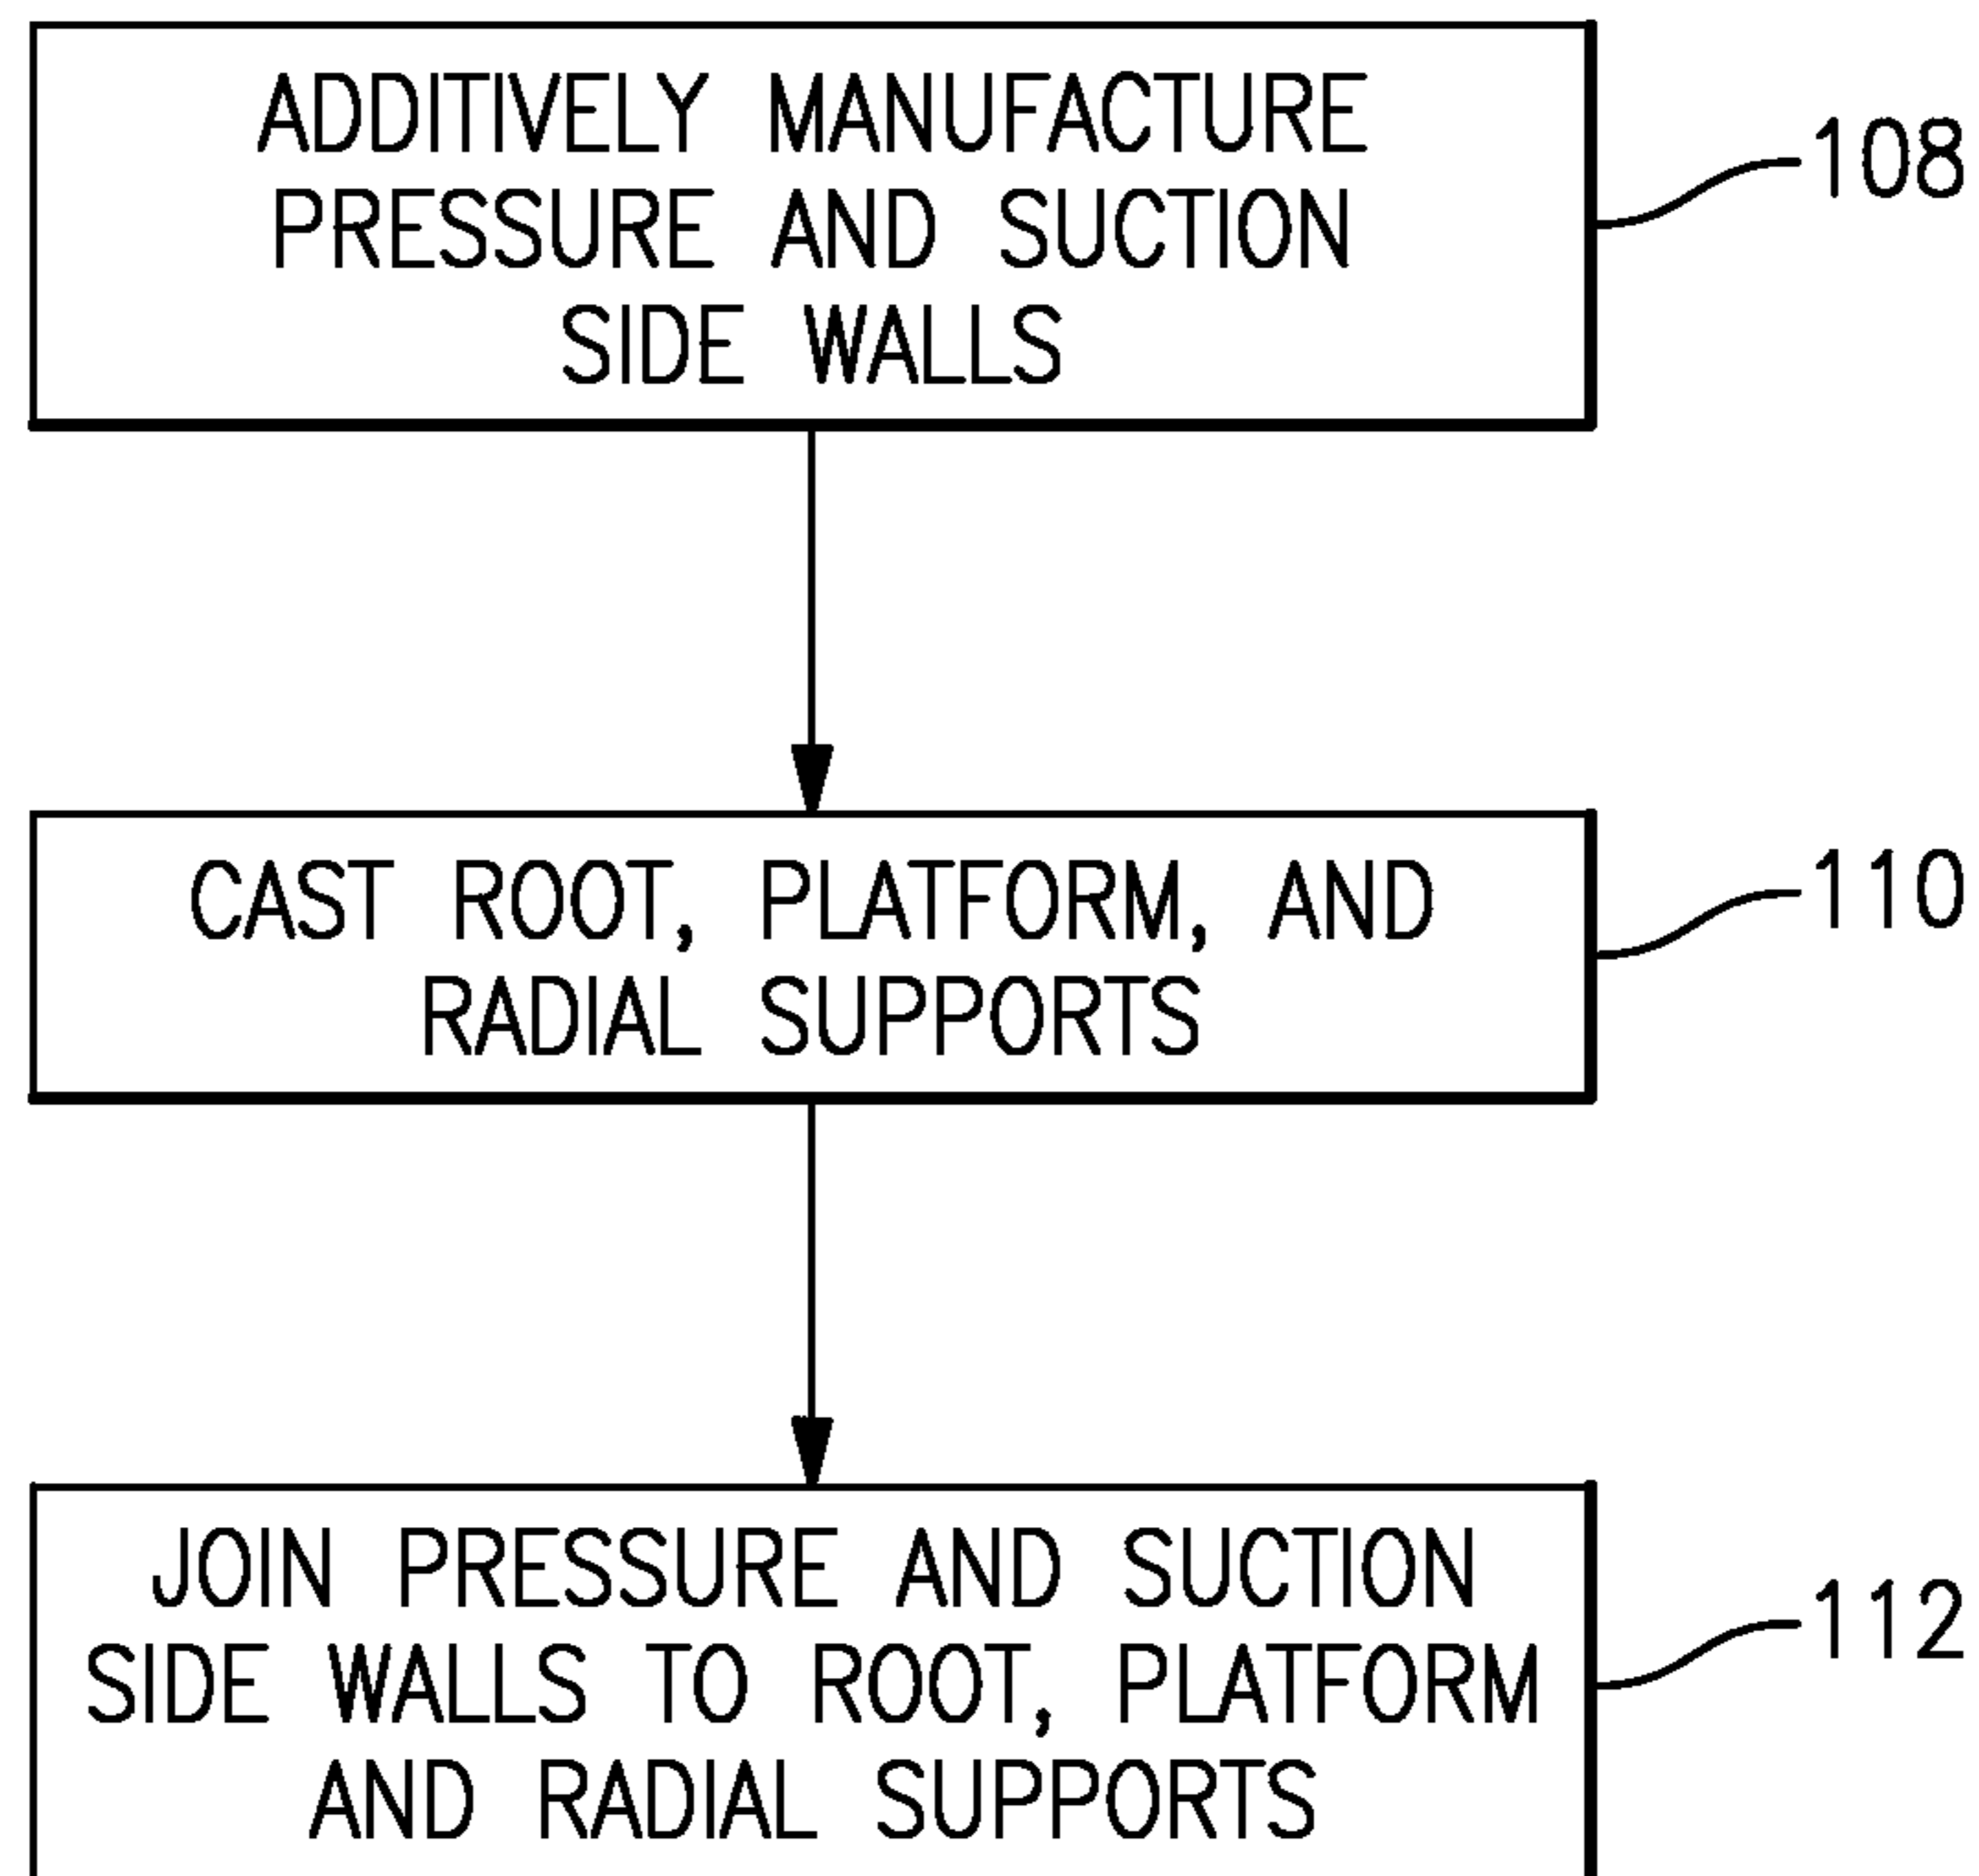 ADDITIVELY MANUFACTURE
PRESSURE AND SUCTION
SIDE WALLS
108
CAST ROOT, PLATFORM, AND
RADIAL SUPPORTS
110
JOIN PRESSURE AND SUCTION
SIDE WALLS TO ROOT, PLATFORM
AND RADIAL SUPPORTS
112